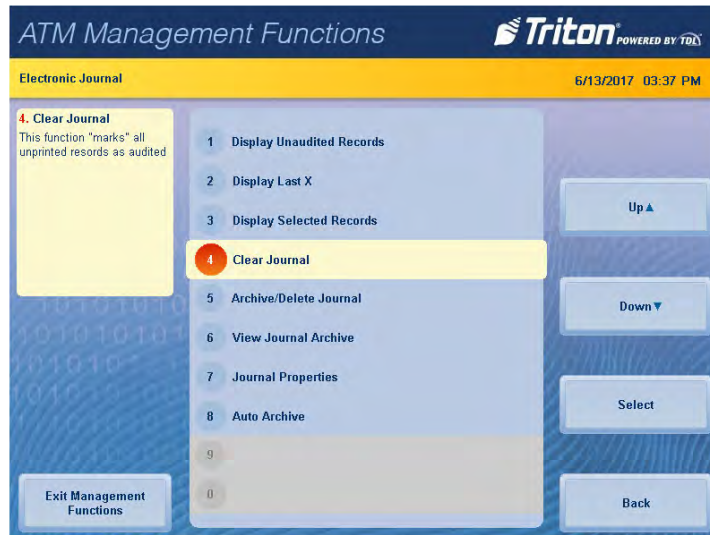 ATM Management Functions
Triton POWERED BY TDL
Electronic Journal
6/13/2017 03:37 PM
4. Clear Journal
This function "marks" all
unprinted resords as audited
1 Display Unaudited Records
2 Display Last X
3 Display Selected Records
4 Clear Journal
5 Archive/Delete Journal
6 View Journal Archive
7 Journal Properties
8 Auto Archive
9
0
Up▲
Down▼
Select
Back
Exit Management
Functions